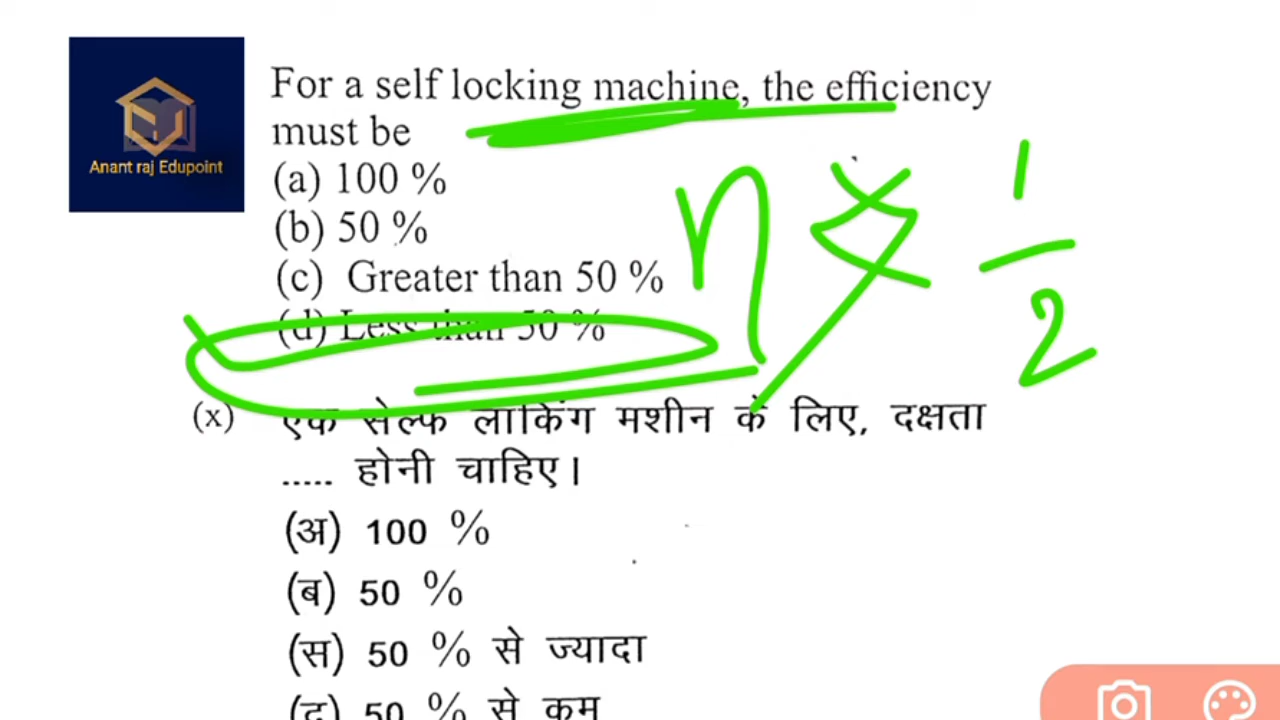 Anant raj Edupoint
For a self locking machine, the efficiency
must be
(a) 100 %
(b) 50 %
(c) Greater than 50 %
(d) Less than 50 %
η < 1/2
(x) एक सेल्फ लाकिंग मशीन के लिए, दक्षता
..... होनी चाहिए।
(अ) 100 %
(ब) 50 %
(स) 50 % से ज्यादा
(द) 50 % से कम